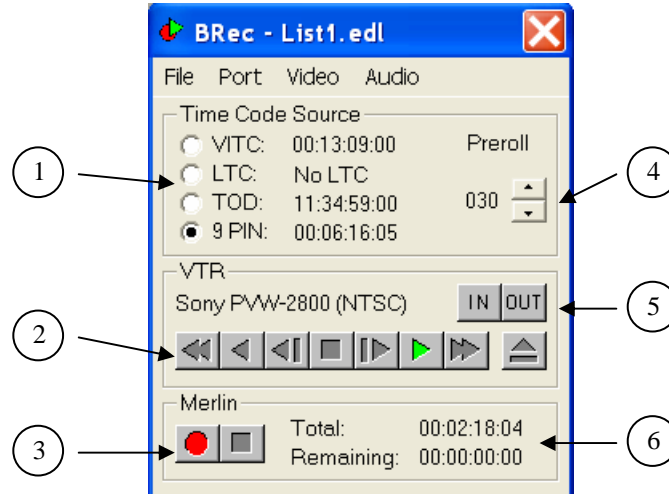 BRec - List1.edl
File Port Video Audio
Time Code Source
VITC: 00:13:09:00 Preroll
LTC: No LTC
TOD: 11:34:59:00 030
9 PIN: 00:06:16:05
1
4
VTR
Sony PVW-2800 (NTSC) IN OUT
5
2
Merlin
Total: 00:02:18:04
Remaining: 00:00:00:00
3
6